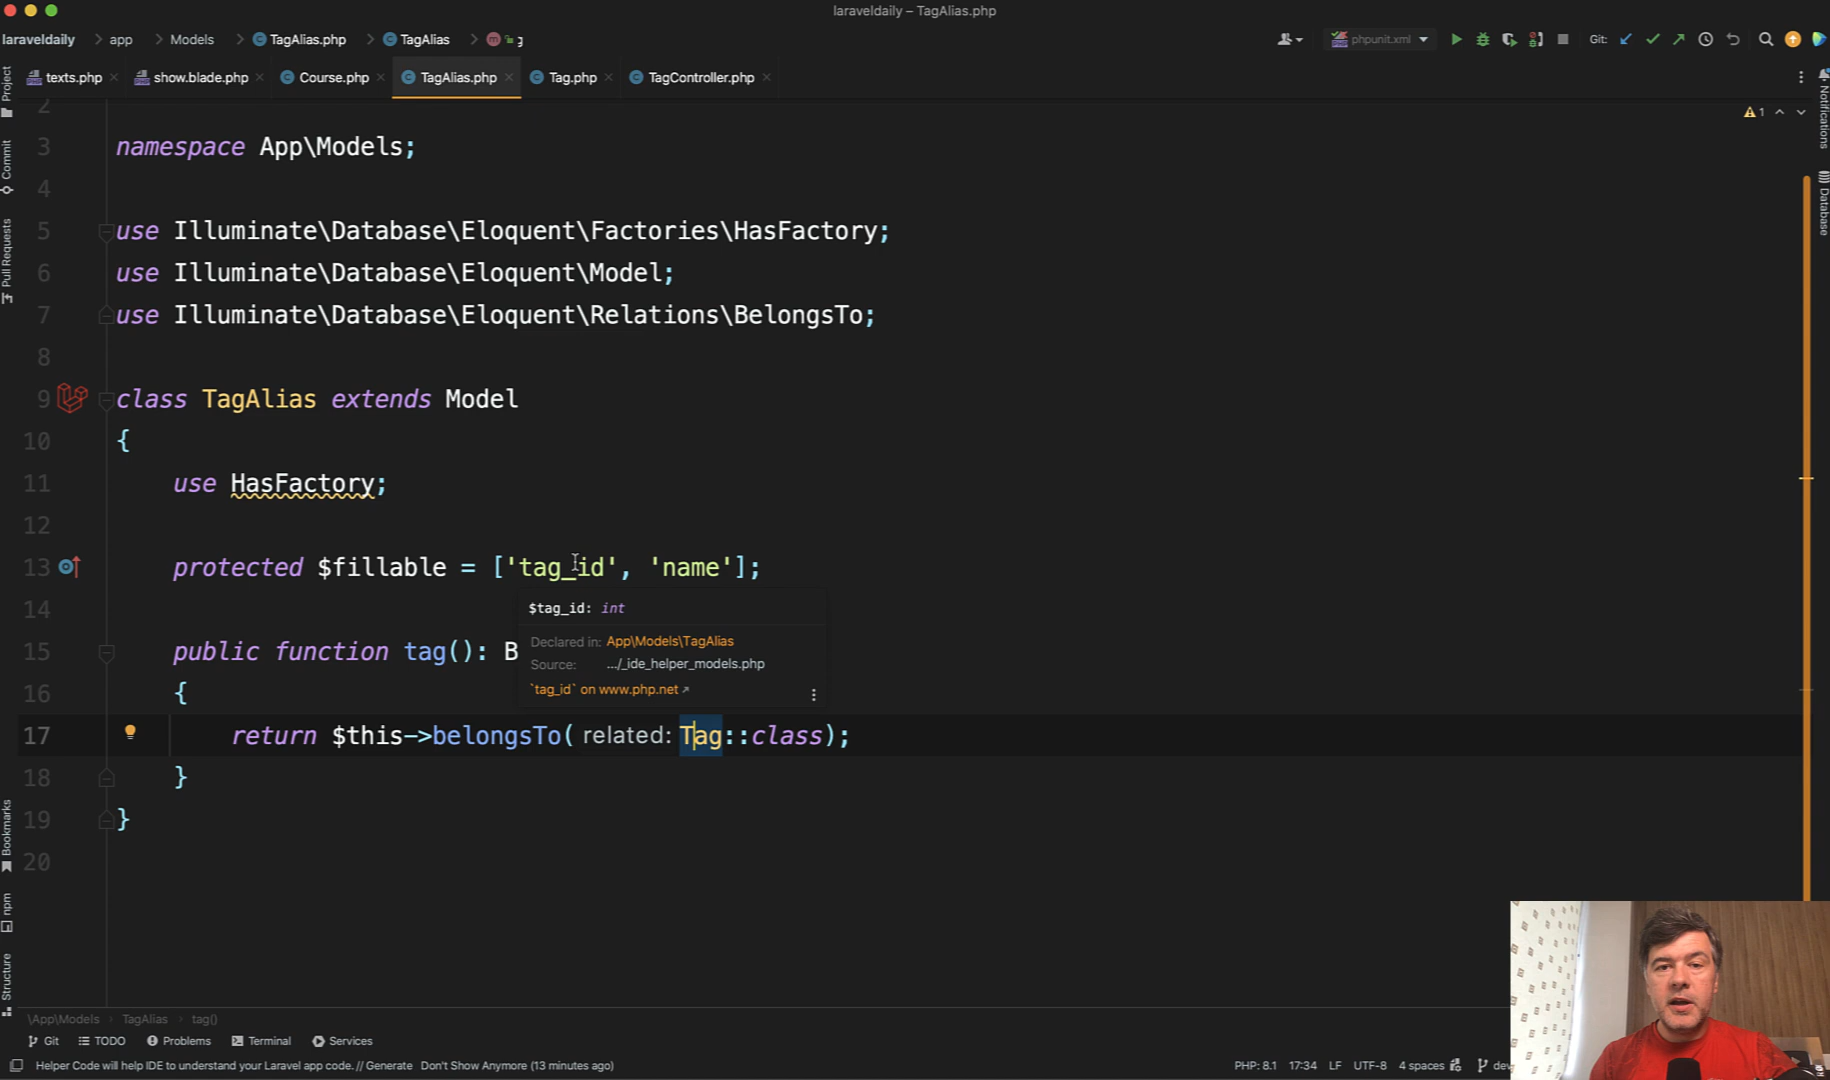 laraveldaily – TagAlias.php
laraveldaily > app > Models > TagAlias.php > TagAlias >
phpunit.xml Git:
texts.php show.blade.php Course.php TagAlias.php Tag.php TagController.php
Project
Commit
Pull Requests
Bookmarks
npm
Structure
Notifications
Database
1
2
3 namespace App\Models;
4
5 use Illuminate\Database\Eloquent\Factories\HasFactory;
6 use Illuminate\Database\Eloquent\Model;
7 use Illuminate\Database\Eloquent\Relations\BelongsTo;
8
9 class TagAlias extends Model
10 {
11 use HasFactory;
12
13 protected $fillable = ['tag_id', 'name'];
14
$tag_id: int
Declared in: App\Models\TagAlias
Source: .../_ide_helper_models.php
`tag_id` on www.php.net ↗
15 public function tag(): B
16 {
17 return $this->belongsTo( related: Tag::class);
18 }
19 }
20
\App\Models TagAlias tag()
Git TODO Problems Terminal Services
Helper Code will help IDE to understand your Laravel app code. // Generate Don't Show Anymore (13 minutes ago)
PHP: 8.1 17:34 LF UTF-8 4 spaces dev